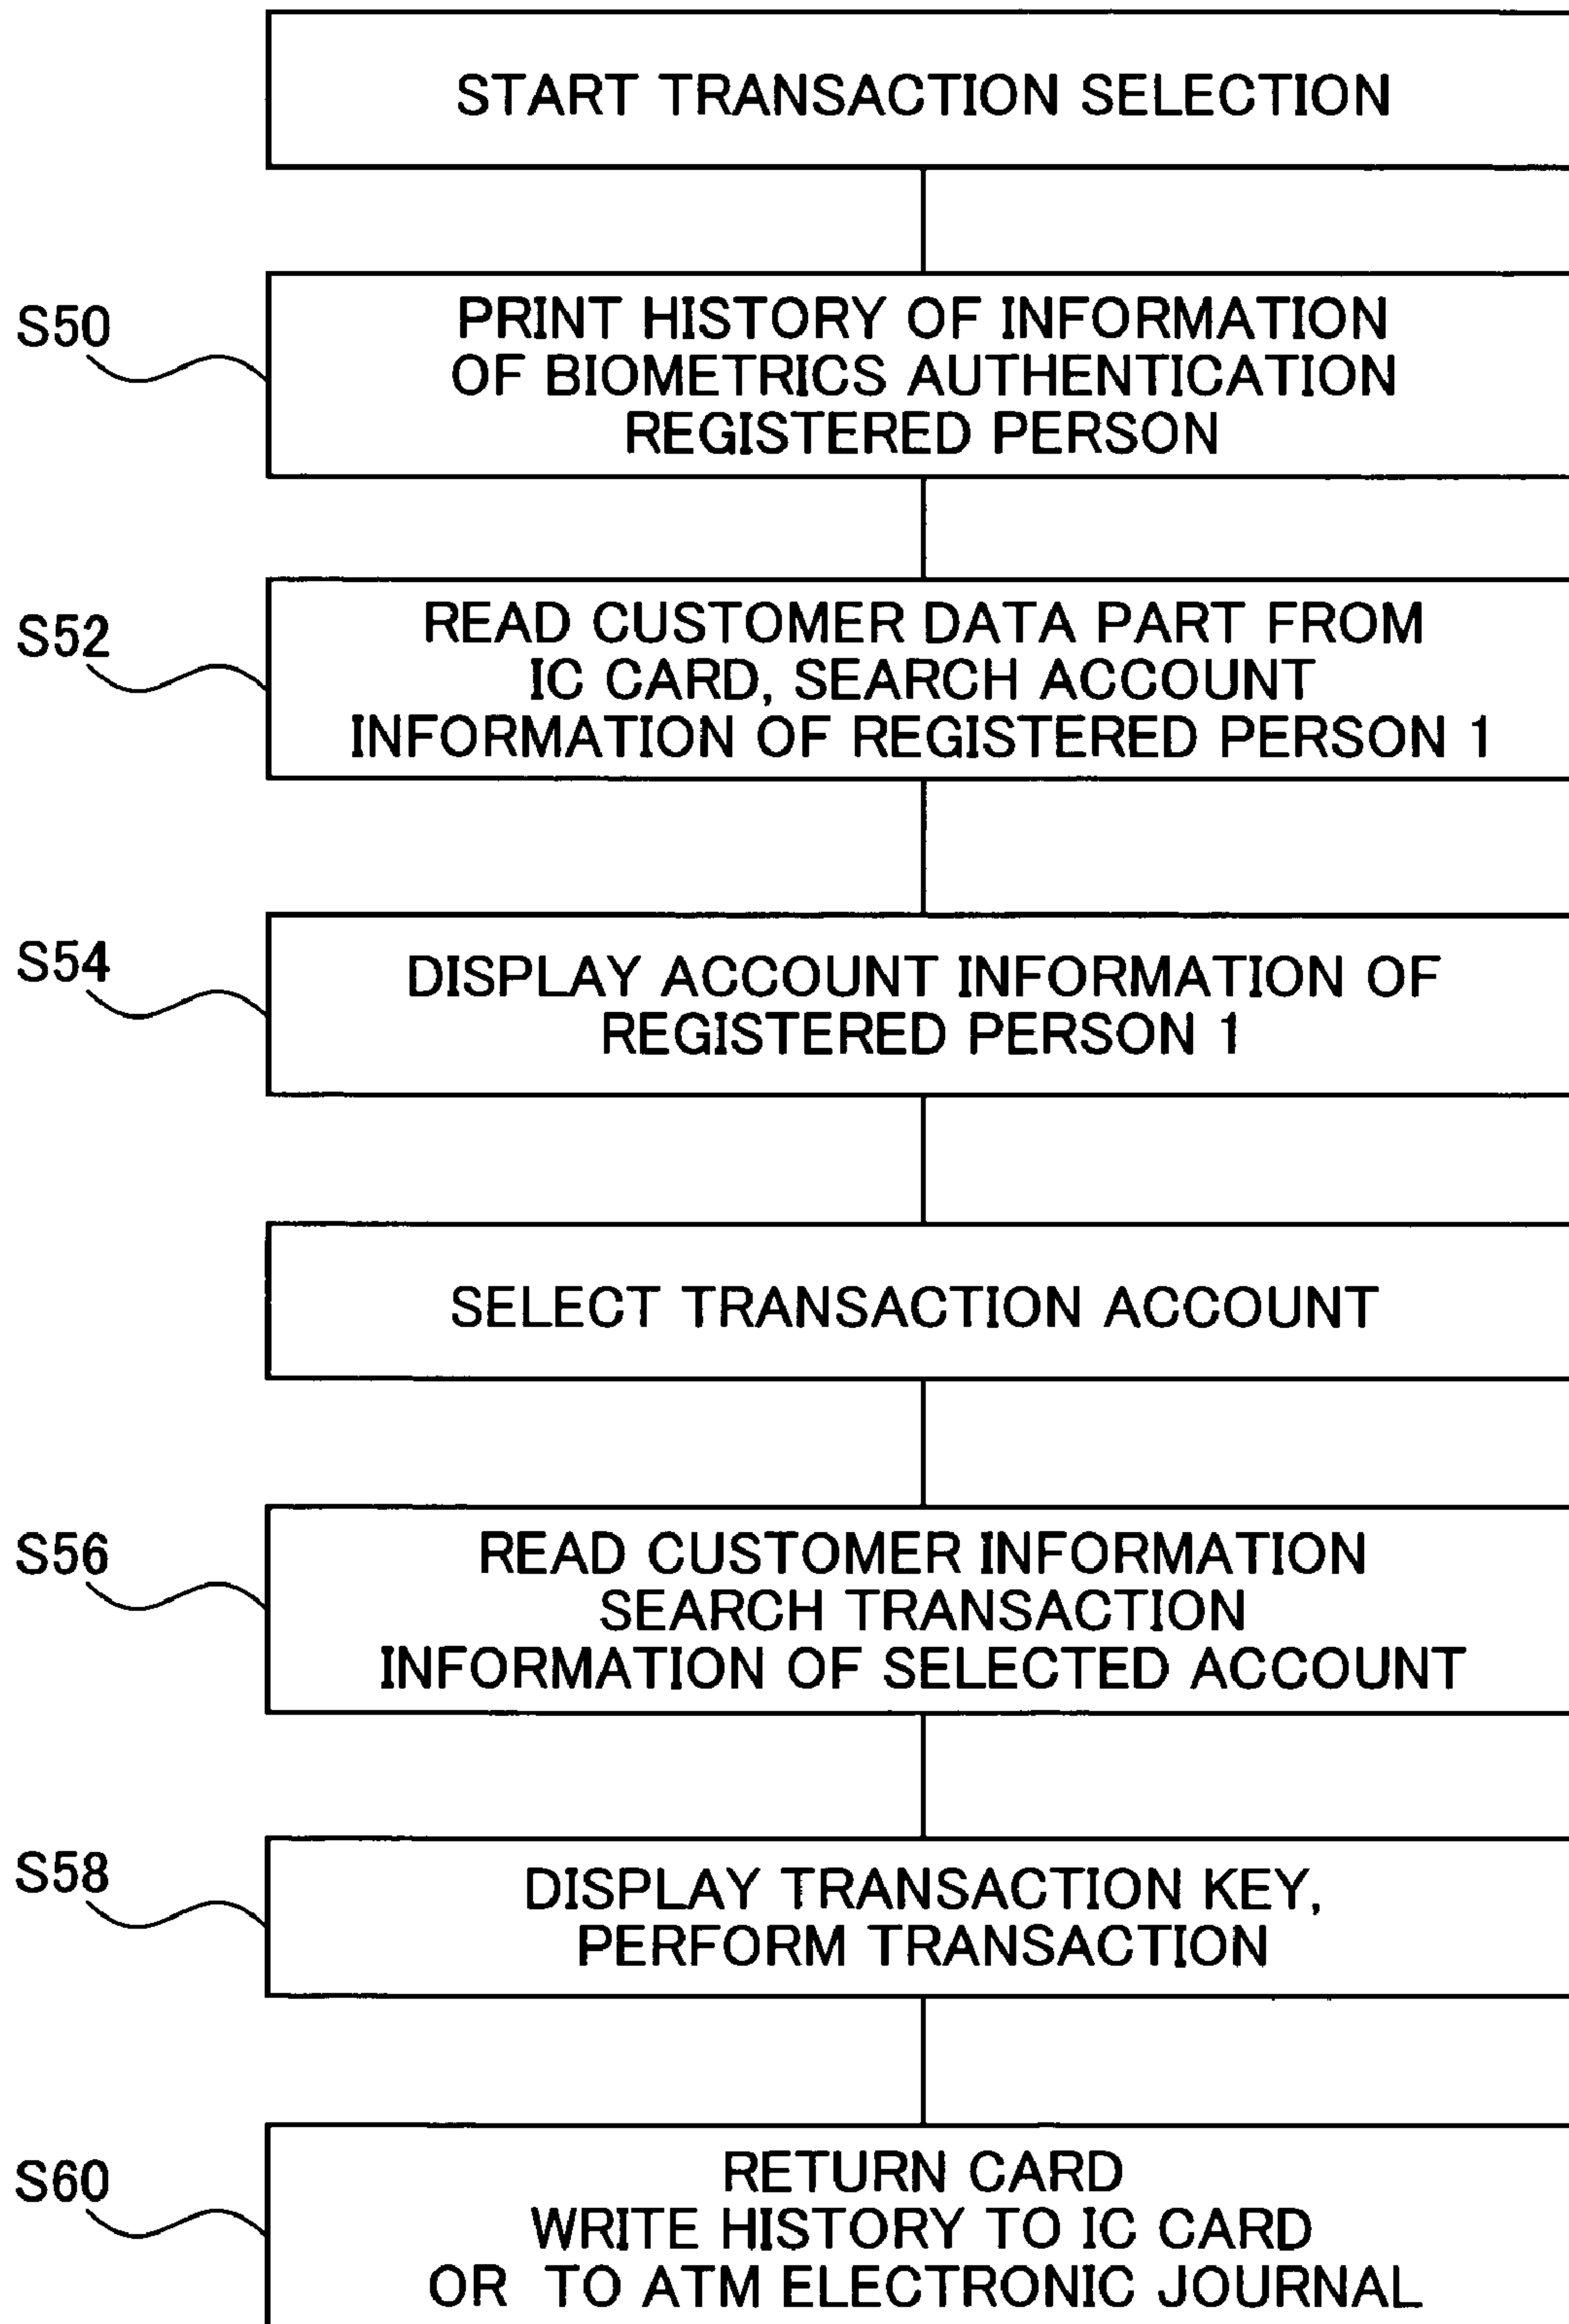 START TRANSACTION SELECTION
S50
PRINT HISTORY OF INFORMATION
OF BIOMETRICS AUTHENTICATION
REGISTERED PERSON
S52
READ CUSTOMER DATA PART FROM
IC CARD, SEARCH ACCOUNT
INFORMATION OF REGISTERED PERSON 1
S54
DISPLAY ACCOUNT INFORMATION OF
REGISTERED PERSON 1
SELECT TRANSACTION ACCOUNT
S56
READ CUSTOMER INFORMATION
SEARCH TRANSACTION
INFORMATION OF SELECTED ACCOUNT
S58
DISPLAY TRANSACTION KEY,
PERFORM TRANSACTION
S60
RETURN CARD
WRITE HISTORY TO IC CARD
OR TO ATM ELECTRONIC JOURNAL